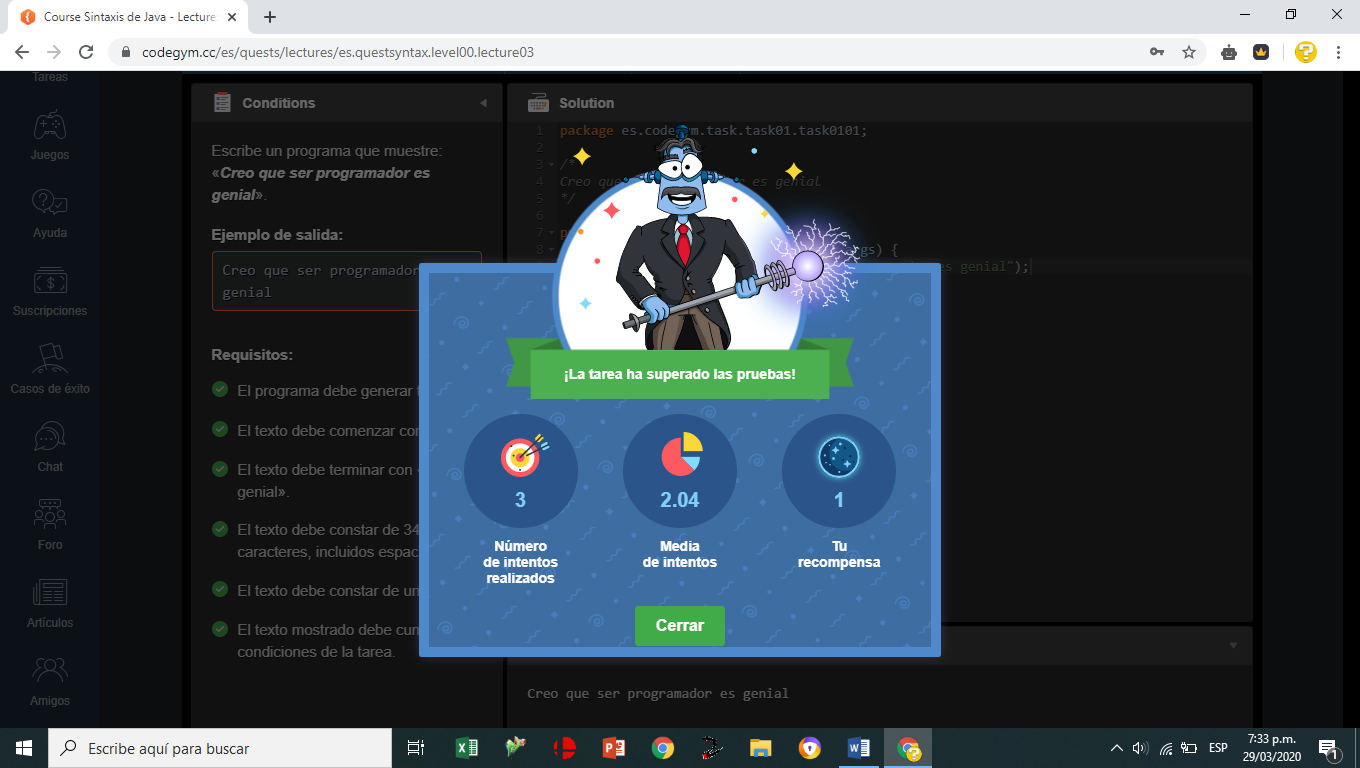 Course Sintaxis de Java - Lecture
codegym.cc/es/quests/lectures/es.questsyntax.level00.lecture03
Tareas
Juegos
Ayuda
Suscripciones
Casos de éxito
Chat
Foro
Artículos
Amigos
Conditions
Escribe un programa que muestre:
«Creo que ser programador es
genial».
Ejemplo de salida:
Creo que ser programador
genial
Requisitos:
El programa debe generar
El texto debe comenzar con
El texto debe terminar con
genial».
El texto debe constar de 34
caracteres, incluidos
El texto debe constar de
El texto mostrado debe
condiciones de la tarea.
Solution
1 package es.code m.task.task01.task0101;
2
3 /*
4 Creo es genial
5 */
6
7
8 args) {
es genial");
¡La tarea ha superado las pruebas!
3
Número
de intentos
realizados
2.04
Media
de intentos
1
Tu
recompensa
Cerrar
Creo que ser programador es genial
Escribe aquí para buscar
ESP
7:33 p.m.
29/03/2020
1